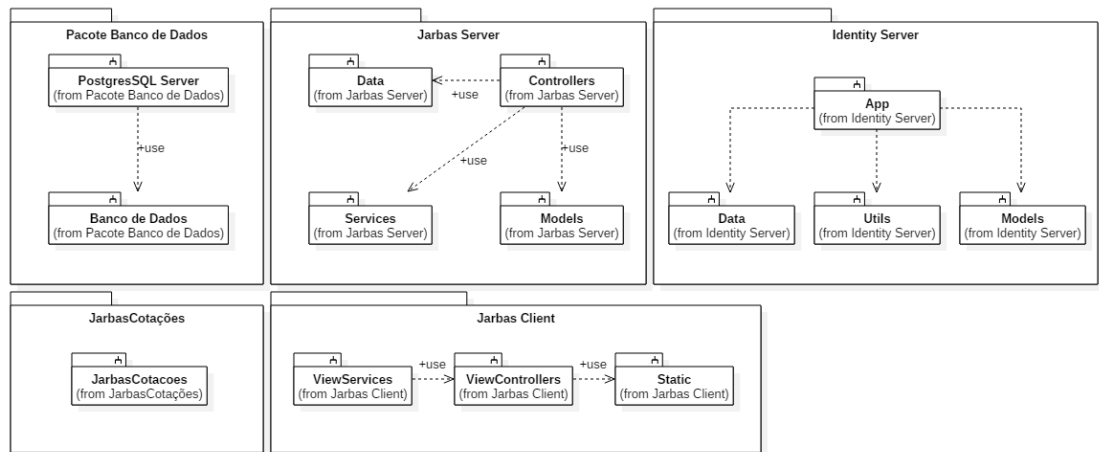 Pacote Banco de Dados
PostgresSQL Server
(from Pacote Banco de Dados)
+use
Banco de Dados
(from Pacote Banco de Dados)
Jarbas Server
Data
(from Jarbas Server)
Controllers
(from Jarbas Server)
+use
+use
+use
Services
(from Jarbas Server)
Models
(from Jarbas Server)
Identity Server
App
(from Identity Server)
Data
(from Identity Server)
Utils
(from Identity Server)
Models
(from Identity Server)
JarbasCotações
JarbasCotacoes
(from JarbasCotações)
Jarbas Client
ViewServices
(from Jarbas Client)
+use
ViewControllers
(from Jarbas Client)
+use
Static
(from Jarbas Client)